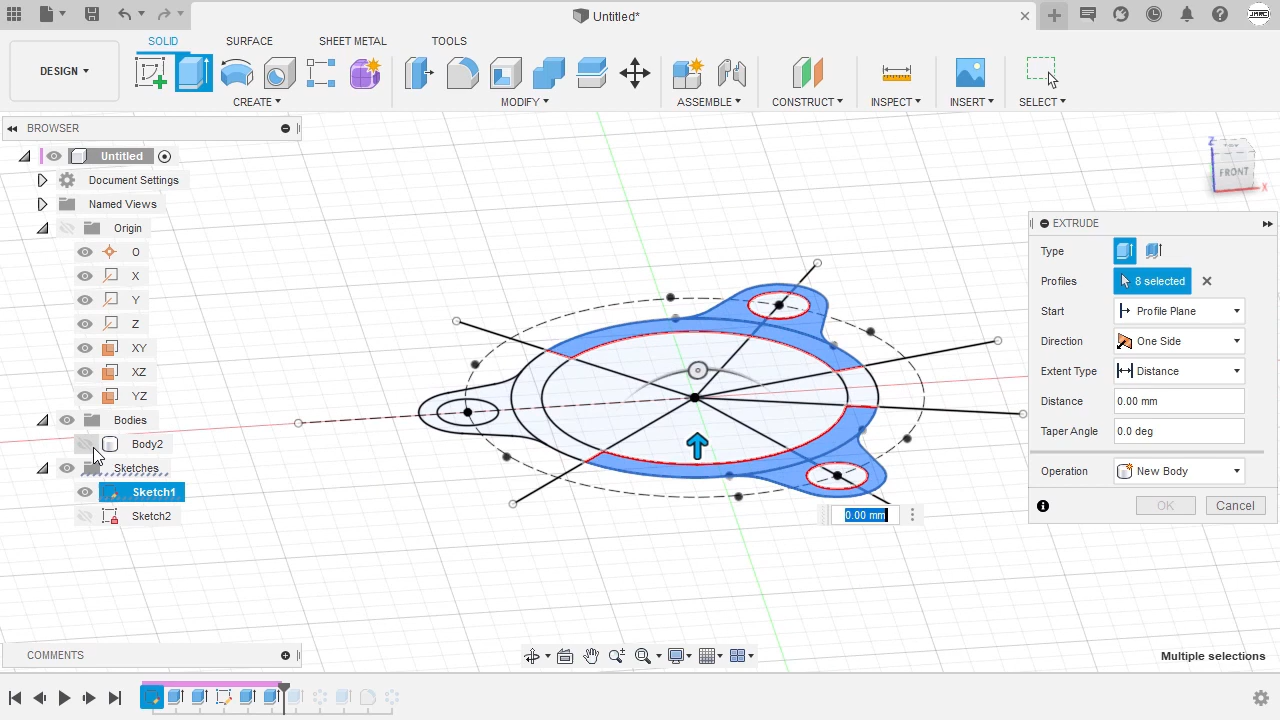 Untitled*
JMRC
DESIGN
SOLID SURFACE SHEET METAL TOOLS
CREATE MODIFY ASSEMBLE CONSTRUCT INSPECT INSERT SELECT
BROWSER
Untitled
Document Settings
Named Views
Origin
O
X
Y
Z
XY
XZ
YZ
Bodies
Body2
Sketches
Sketch1
Sketch2
Z
FRONT
X
EXTRUDE
Type
Profiles 8 selected
Start Profile Plane
Direction One Side
Extent Type Distance
Distance 0.00 mm
Taper Angle 0.0 deg
Operation New Body
OK Cancel
0.00 mm
COMMENTS
Multiple selections